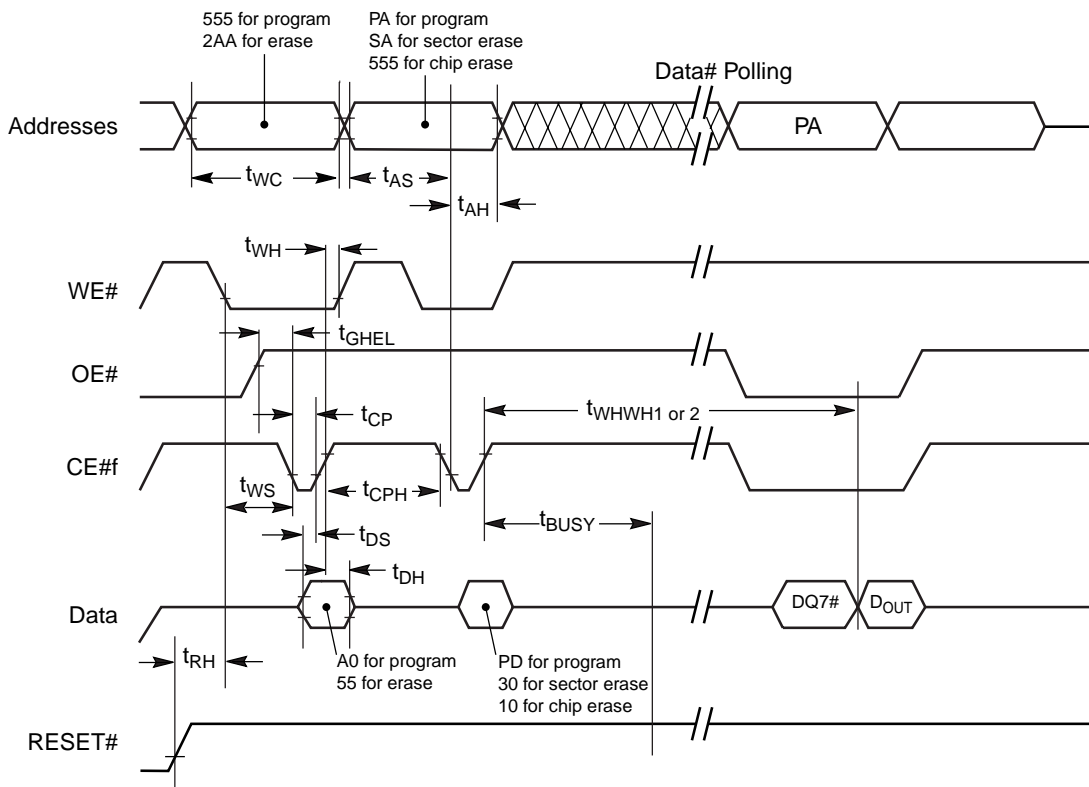 555 for program
2AA for erase
PA for program
SA for sector erase
555 for chip erase
Data# Polling
Addresses
PA
tWC
tAS
tAH
tWH
WE#
tGHEL
OE#
tWHWH1 or 2
tCP
CE#f
tWS
tCPH
tBUSY
tDS
tDH
Data
DQ7#
DOUT
tRH
A0 for program
55 for erase
PD for program
30 for sector erase
10 for chip erase
RESET#